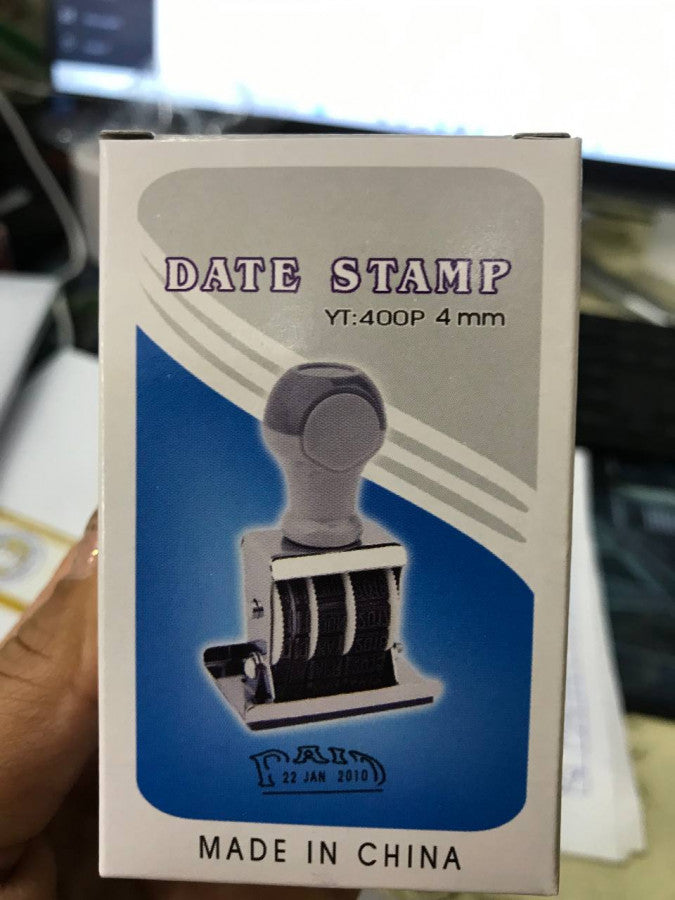 DATE STAMP
YT:400P 4mm
PAID
22 JAN 2010
MADE IN CHINA